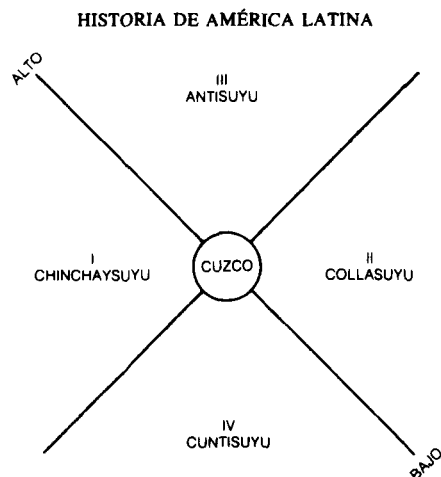 HISTORIA DE AMÉRICA LATINA
ALTO
III
ANTISUYU
I
CHINCHAYSUYU
CUZCO
II
COLLASUYU
IV
CUNTISUYU
BAJO